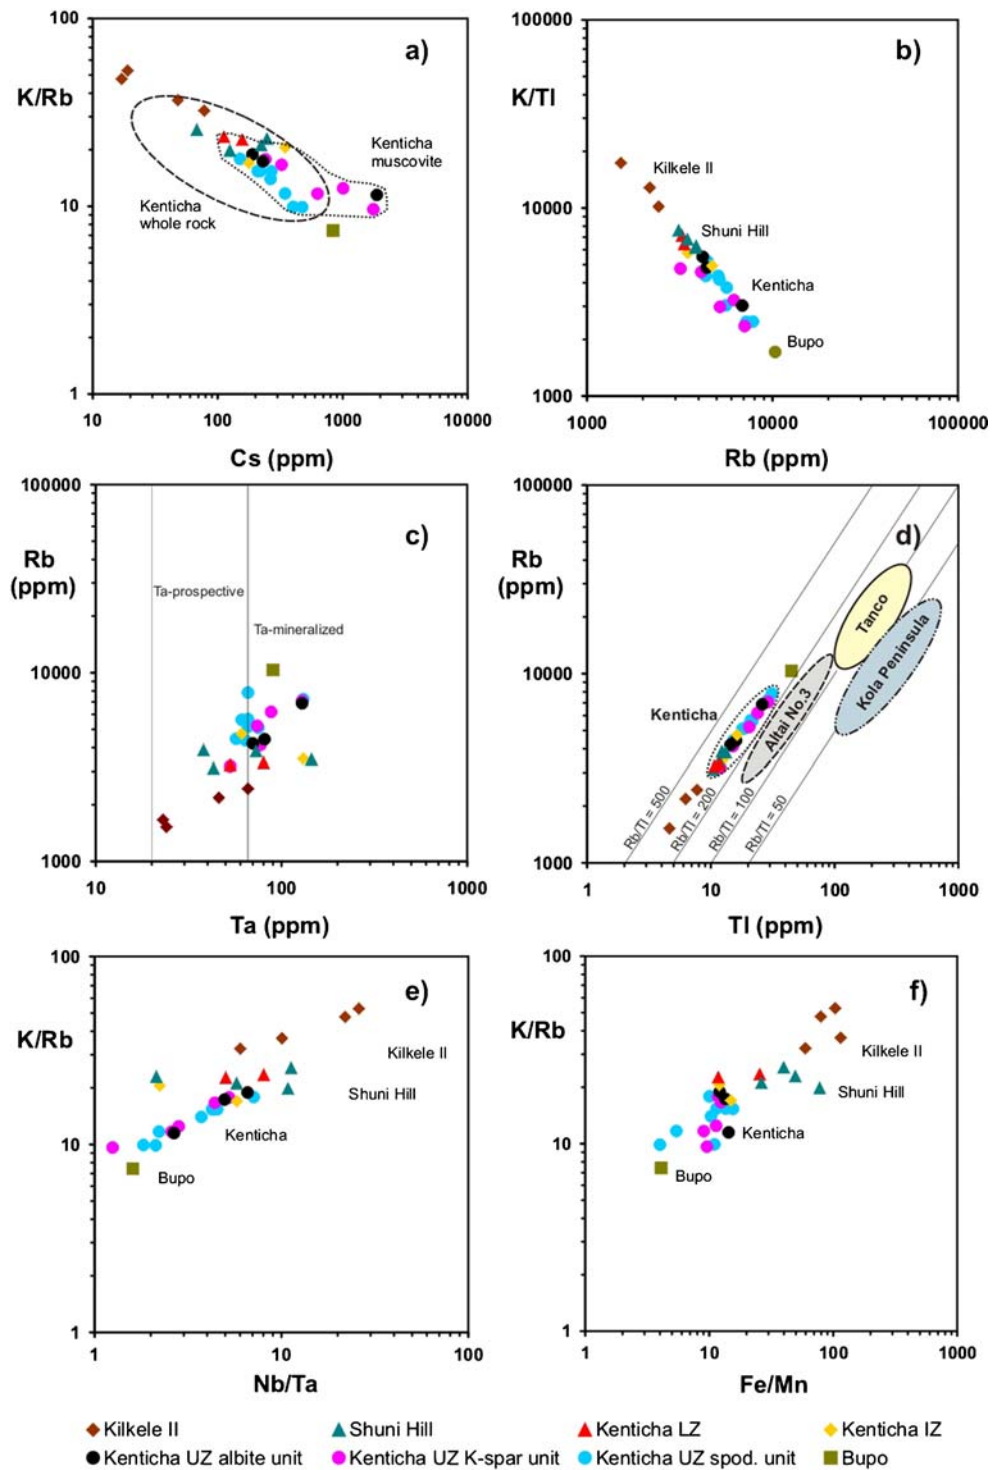 a)
K/Rb
100
10
1
Kenticha
muscovite
Kenticha
whole rock
10 100 1000 10000
Cs (ppm)
b)
K/Tl
100000
10000
1000
Kilkele II
Shuni Hill
Kenticha
Bupo
1000 10000 100000
Rb (ppm)
c)
Rb
(ppm)
100000
10000
1000
Ta-prospective
Ta-mineralized
10 100 1000
Ta (ppm)
d)
Rb
(ppm)
100000
10000
1000
Tanco
Kola Peninsula
Altai No.3
Kenticha
Rb/Tl = 500
Rb/Tl = 200
Rb/Tl = 100
Rb/Tl = 50
1 10 100 1000
Tl (ppm)
e)
K/Rb
100
10
1
Kilkele II
Shuni Hill
Kenticha
Bupo
1 10 100
Nb/Ta
f)
K/Rb
100
10
1
Kilkele II
Shuni Hill
Kenticha
Bupo
1 10 100 1000
Fe/Mn
Kilkele II Shuni Hill Kenticha LZ Kenticha IZ
Kenticha UZ albite unit Kenticha UZ K-spar unit Kenticha UZ spod. unit Bupo